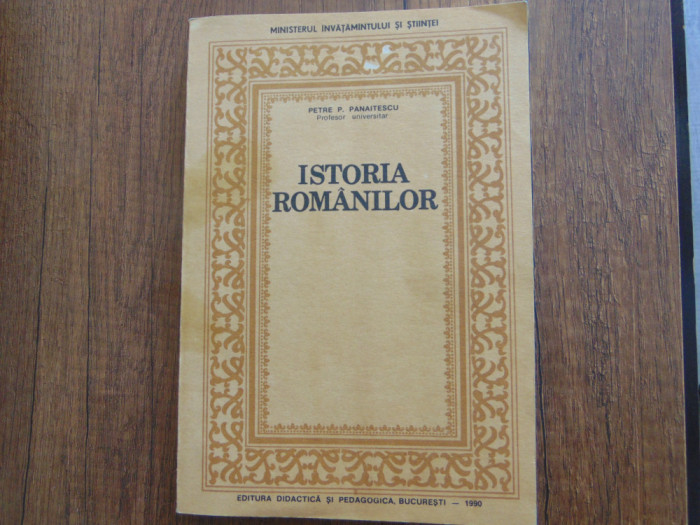 MINISTERUL ÎNVĂȚĂMÎNTULUI ȘI ȘTIINȚEI
PETRE P. PANAITESCU
Profesor universitar
ISTORIA
ROMÂNILOR
EDITURA DIDACTICĂ ȘI PEDAGOGICĂ, BUCUREȘTI — 1990